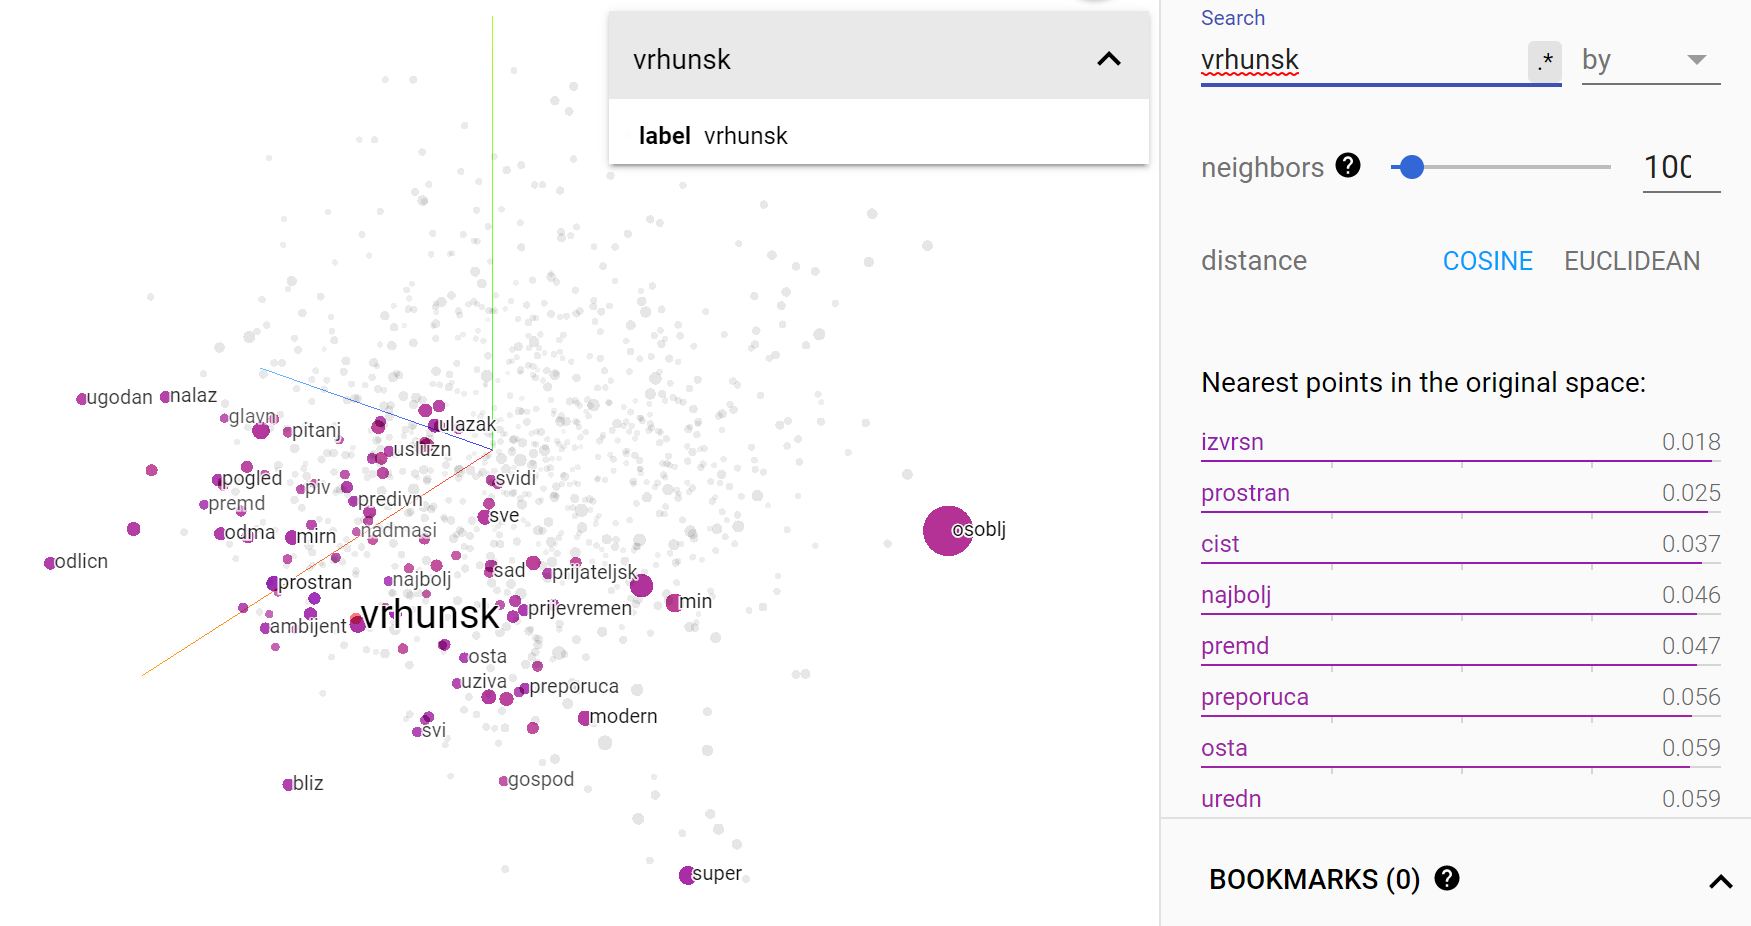 vrhunsk
label vrhunsk
ugodan
nalaz
glavn
pitanj
ulazak
usluzn
pogled
piv
svidi
premd
predivn
sve
odma
mirn
nadmasi
osoblj
odlicn
prostran
najbolj
sad
prijateljsk
vrhunsk
prijevremen
min
ambijent
osta
uziva
preporuca
modern
svi
bliz
gospod
super
Search
vrhunsk
.*
by
neighbors ?
100
distance
COSINE
EUCLIDEAN
Nearest points in the original space:
izvrsn 0.018
prostran 0.025
cist 0.037
najbolj 0.046
premd 0.047
preporuca 0.056
osta 0.059
uredn 0.059
BOOKMARKS (0) ?